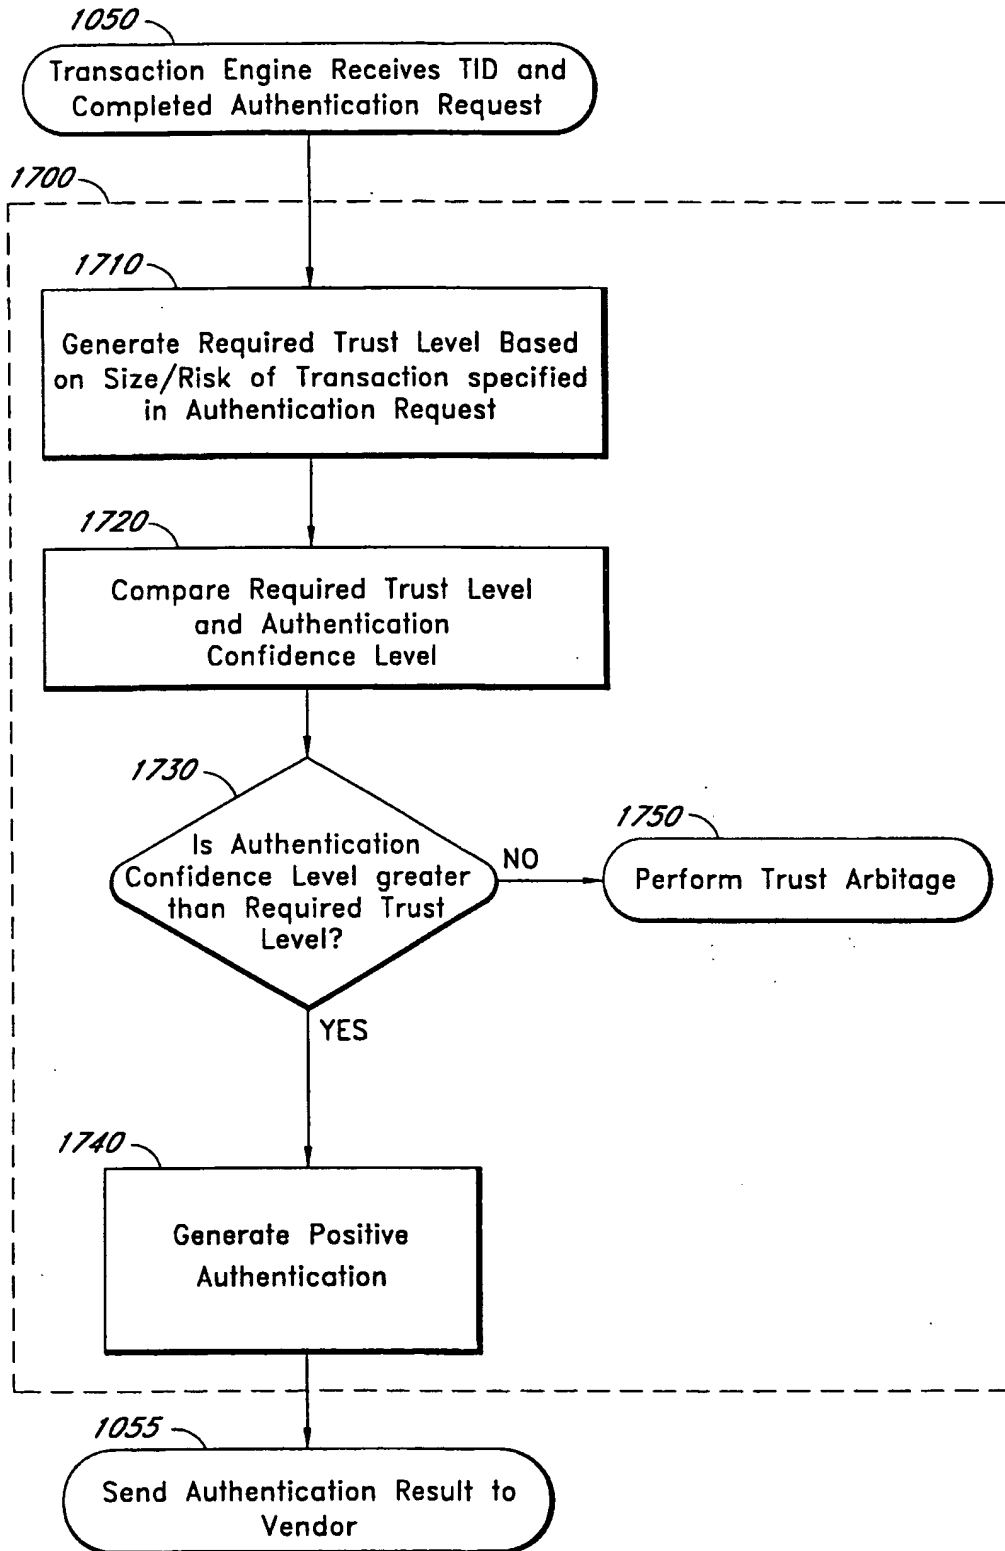 1050
Transaction Engine Receives TID and
Completed Authentication Request
1700
1710
Generate Required Trust Level Based
on Size/Risk of Transaction specified
in Authentication Request
1720
Compare Required Trust Level
and Authentication
Confidence Level
1730
Is Authentication
Confidence Level greater
than Required Trust
Level?
NO
1750
Perform Trust Arbitage
YES
1740
Generate Positive
Authentication
1055
Send Authentication Result to
Vendor